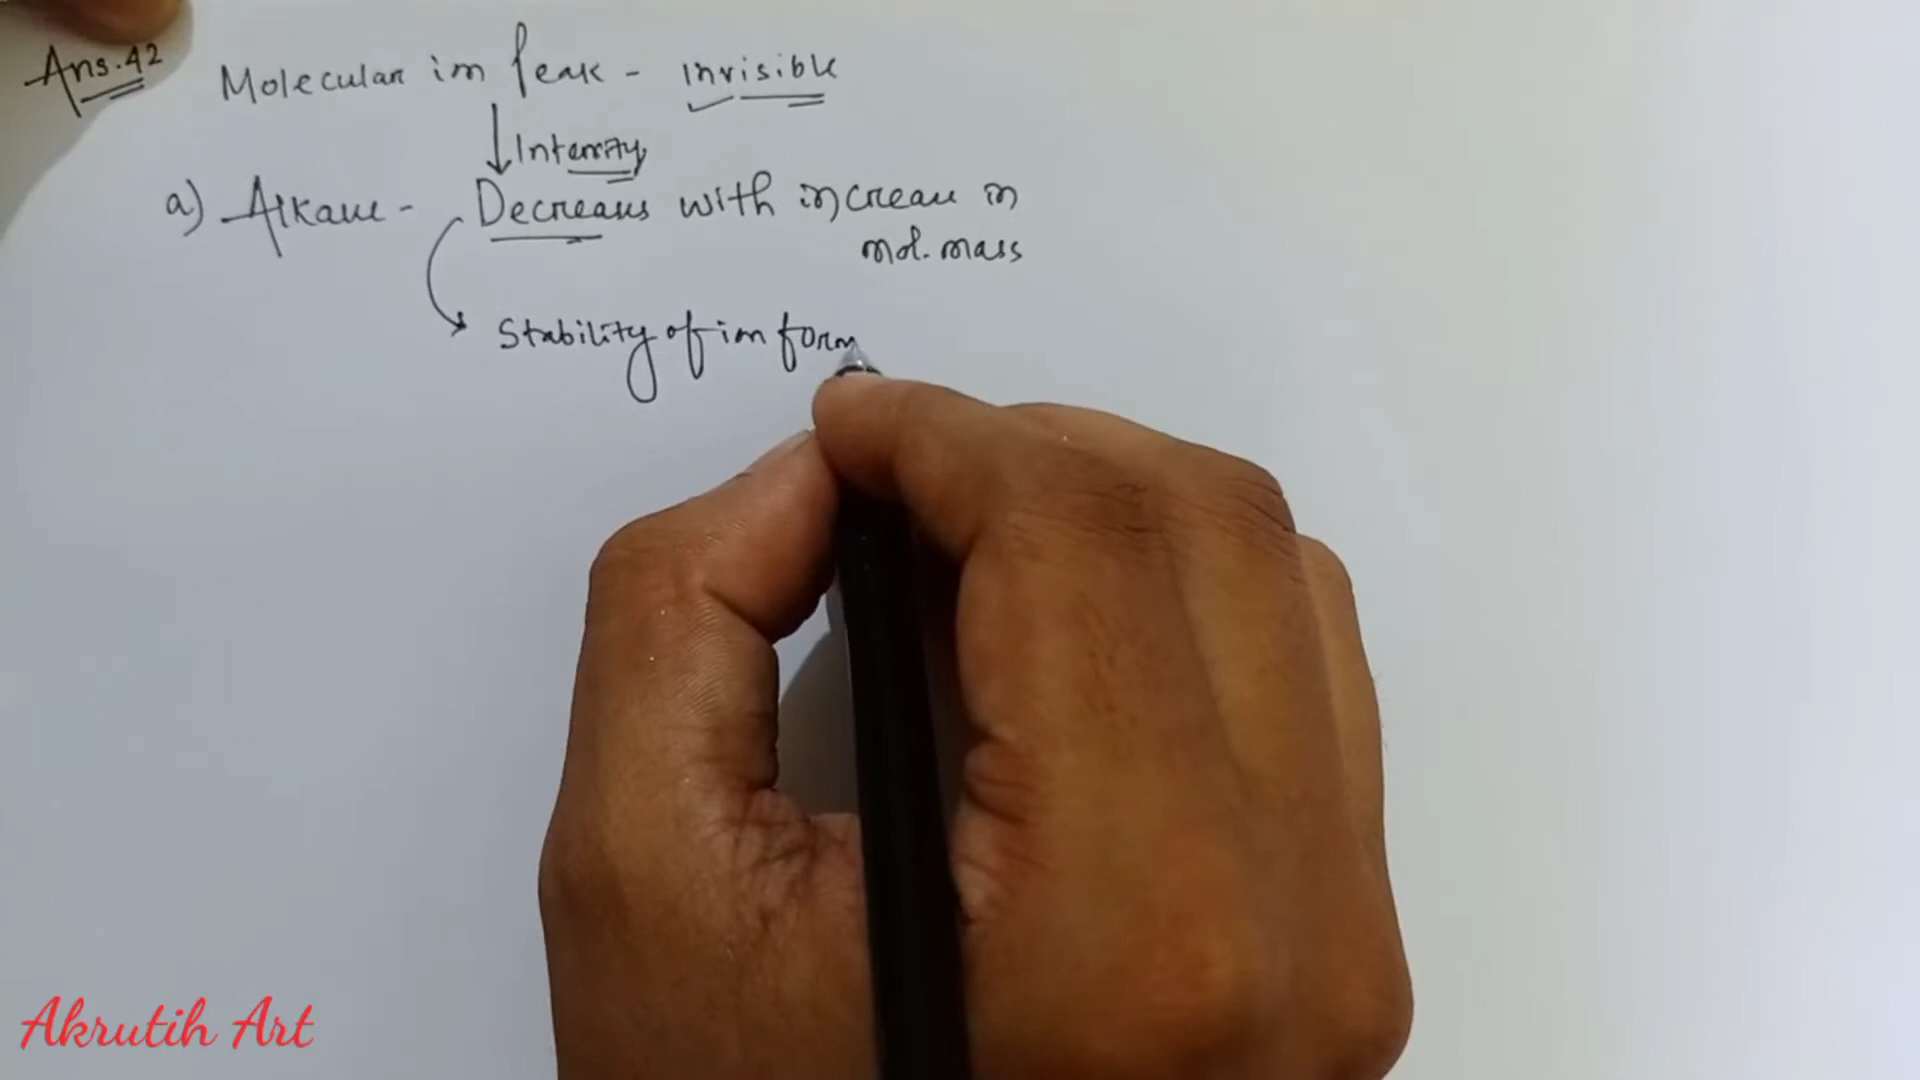 Ans.42 Molecular ion Peak - invisible
↓ Intensity
a) Alkane - Decreases with increase in
mol. mass
Stability of ion form
Akrutih Art